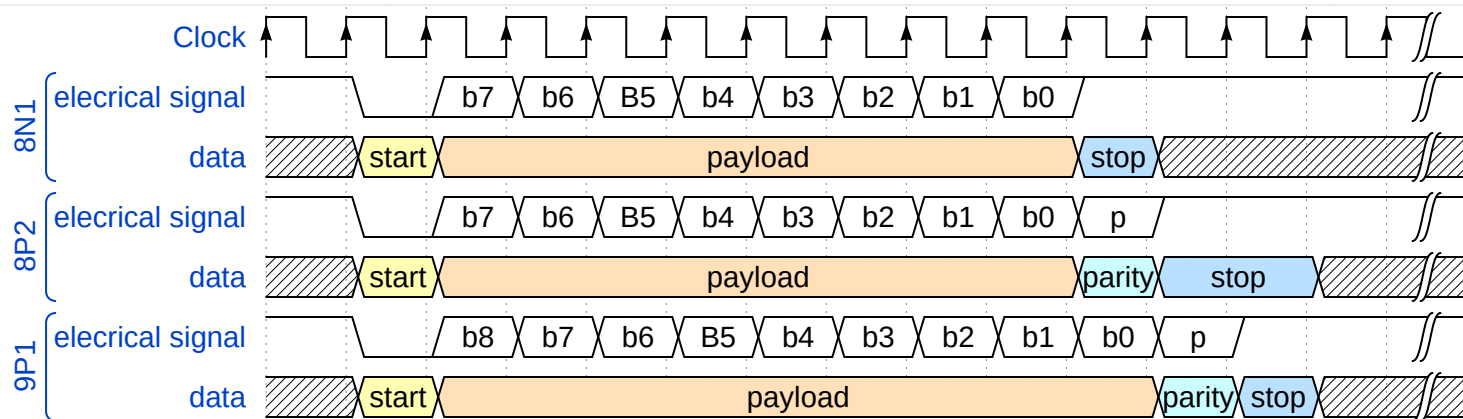 Clock
8N1
elecrical signal b7 b6 B5 b4 b3 b2 b1 b0
data start payload stop
8P2
elecrical signal b7 b6 B5 b4 b3 b2 b1 b0 p
data start payload parity stop
9P1
elecrical signal b8 b7 b6 B5 b4 b3 b2 b1 b0 p
data start payload parity stop